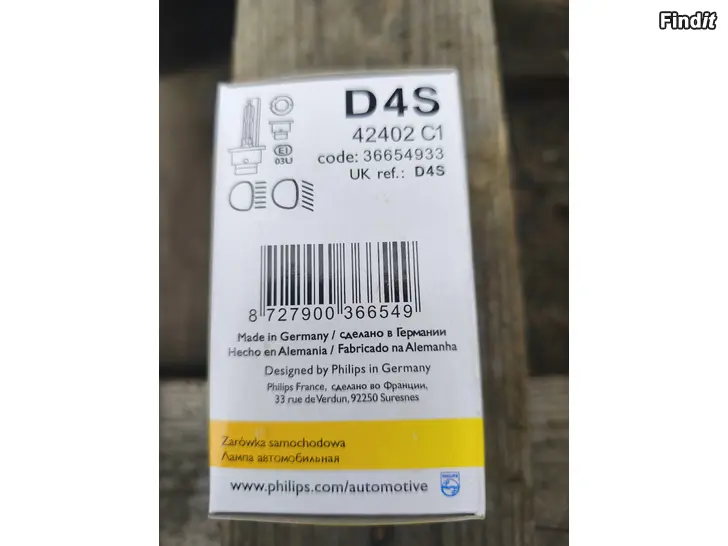 Findit
D4S
42402 C1
code: 36654933
UK ref.: D4S
E1
03U
8 727900 366549
Made in Germany / сделано в Германии
Hecho en Alemania / Fabricado na Alemanha
Designed by Philips in Germany
Philips France, сделано во Франции,
33 rue de Verdun, 92250 Suresnes
Żarówka samochodowa
Лампа автомобильная
www.philips.com/automotive
PHILIPS